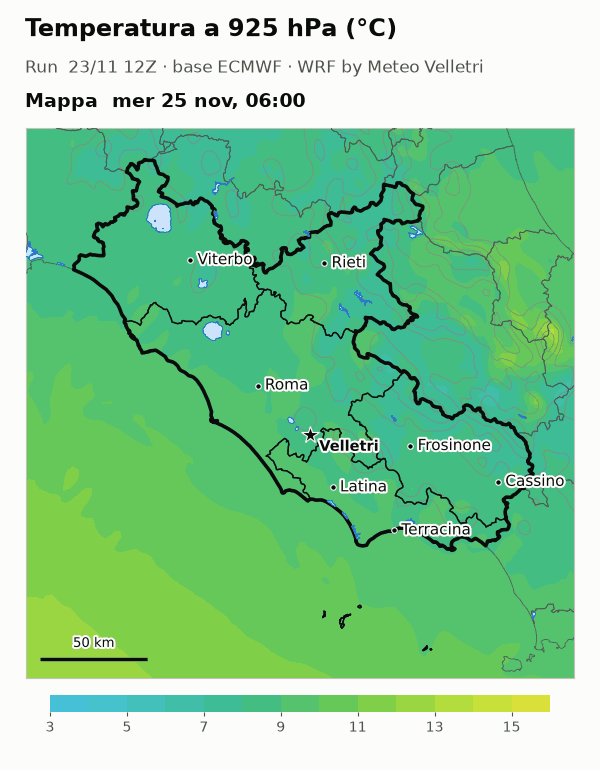 Temperatura a 925 hPa (°C)
Run  23/11 12Z · base ECMWF · WRF by Meteo Velletri
Mappa  mer 25 nov, 06:00
Viterbo
Rieti
Roma
Velletri
Frosinone
Cassino
Latina
Terracina
50 km
3 5 7 9 11 13 15